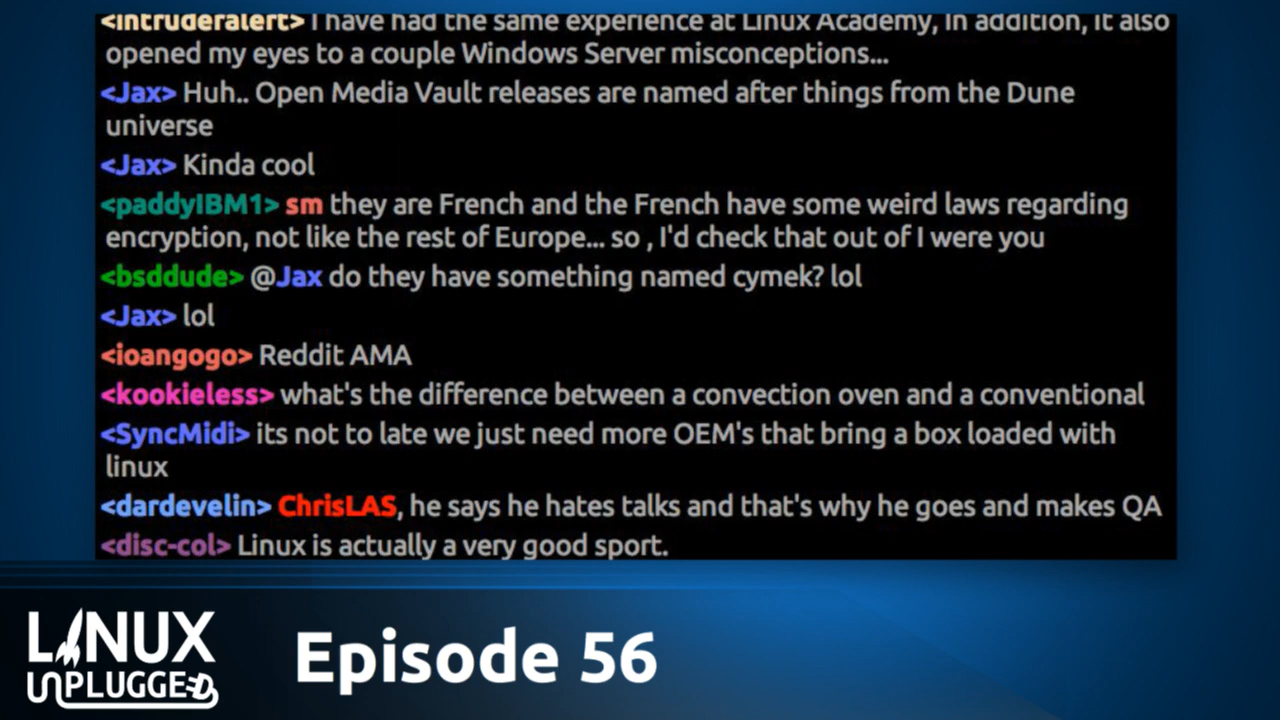 <intruderalert> I have had the same experience at Linux Academy, in addition, it also
opened my eyes to a couple Windows Server misconceptions...
<Jax> Huh.. Open Media Vault releases are named after things from the Dune
universe
<Jax> Kinda cool
<paddyIBM1> sm they are French and the French have some weird laws regarding
encryption, not like the rest of Europe... so , I'd check that out of I were you
<bsddude> @Jax do they have something named cymek? lol
<Jax> lol
<ioangogo> Reddit AMA
<kookieless> what's the difference between a convection oven and a conventional
<SyncMidi> its not to late we just need more OEM's that bring a box loaded with
linux
<dardevelin> ChrisLAS, he says he hates talks and that's why he goes and makes QA
<disc-col> Linux is actually a very good sport.
LINUX
UNPLUGGED
Episode 56